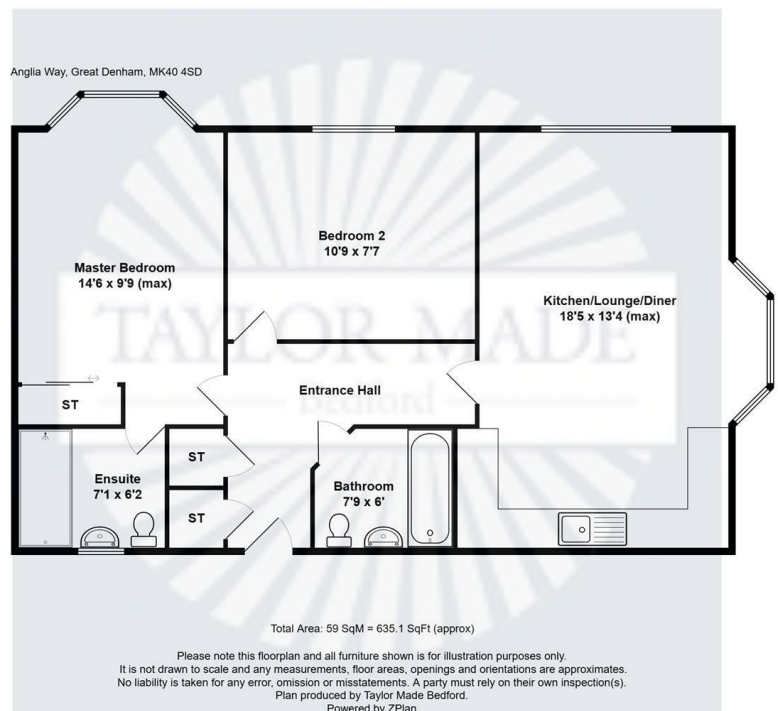 Anglia Way, Great Denham, MK40 4SD
Bedroom 2
10'9 x 7'7
Master Bedroom
14'6 x 9'9 (max)
Kitchen/Lounge/Diner
18'5 x 13'4 (max)
TAYLOR MADE
Bedford
Entrance Hall
ST
ST
Ensuite
7'1 x 6'2
Bathroom
7'9 x 6'
ST
Total Area: 59 SqM = 635.1 SqFt (approx)
Please note this floorplan and all furniture shown is for illustration purposes only.
It is not drawn to scale and any measurements, floor areas, openings and orientations are approximates.
No liability is taken for any error, omission or misstatements. A party must rely on their own inspection(s).
Plan produced by Taylor Made Bedford.
Powered by ZPlan